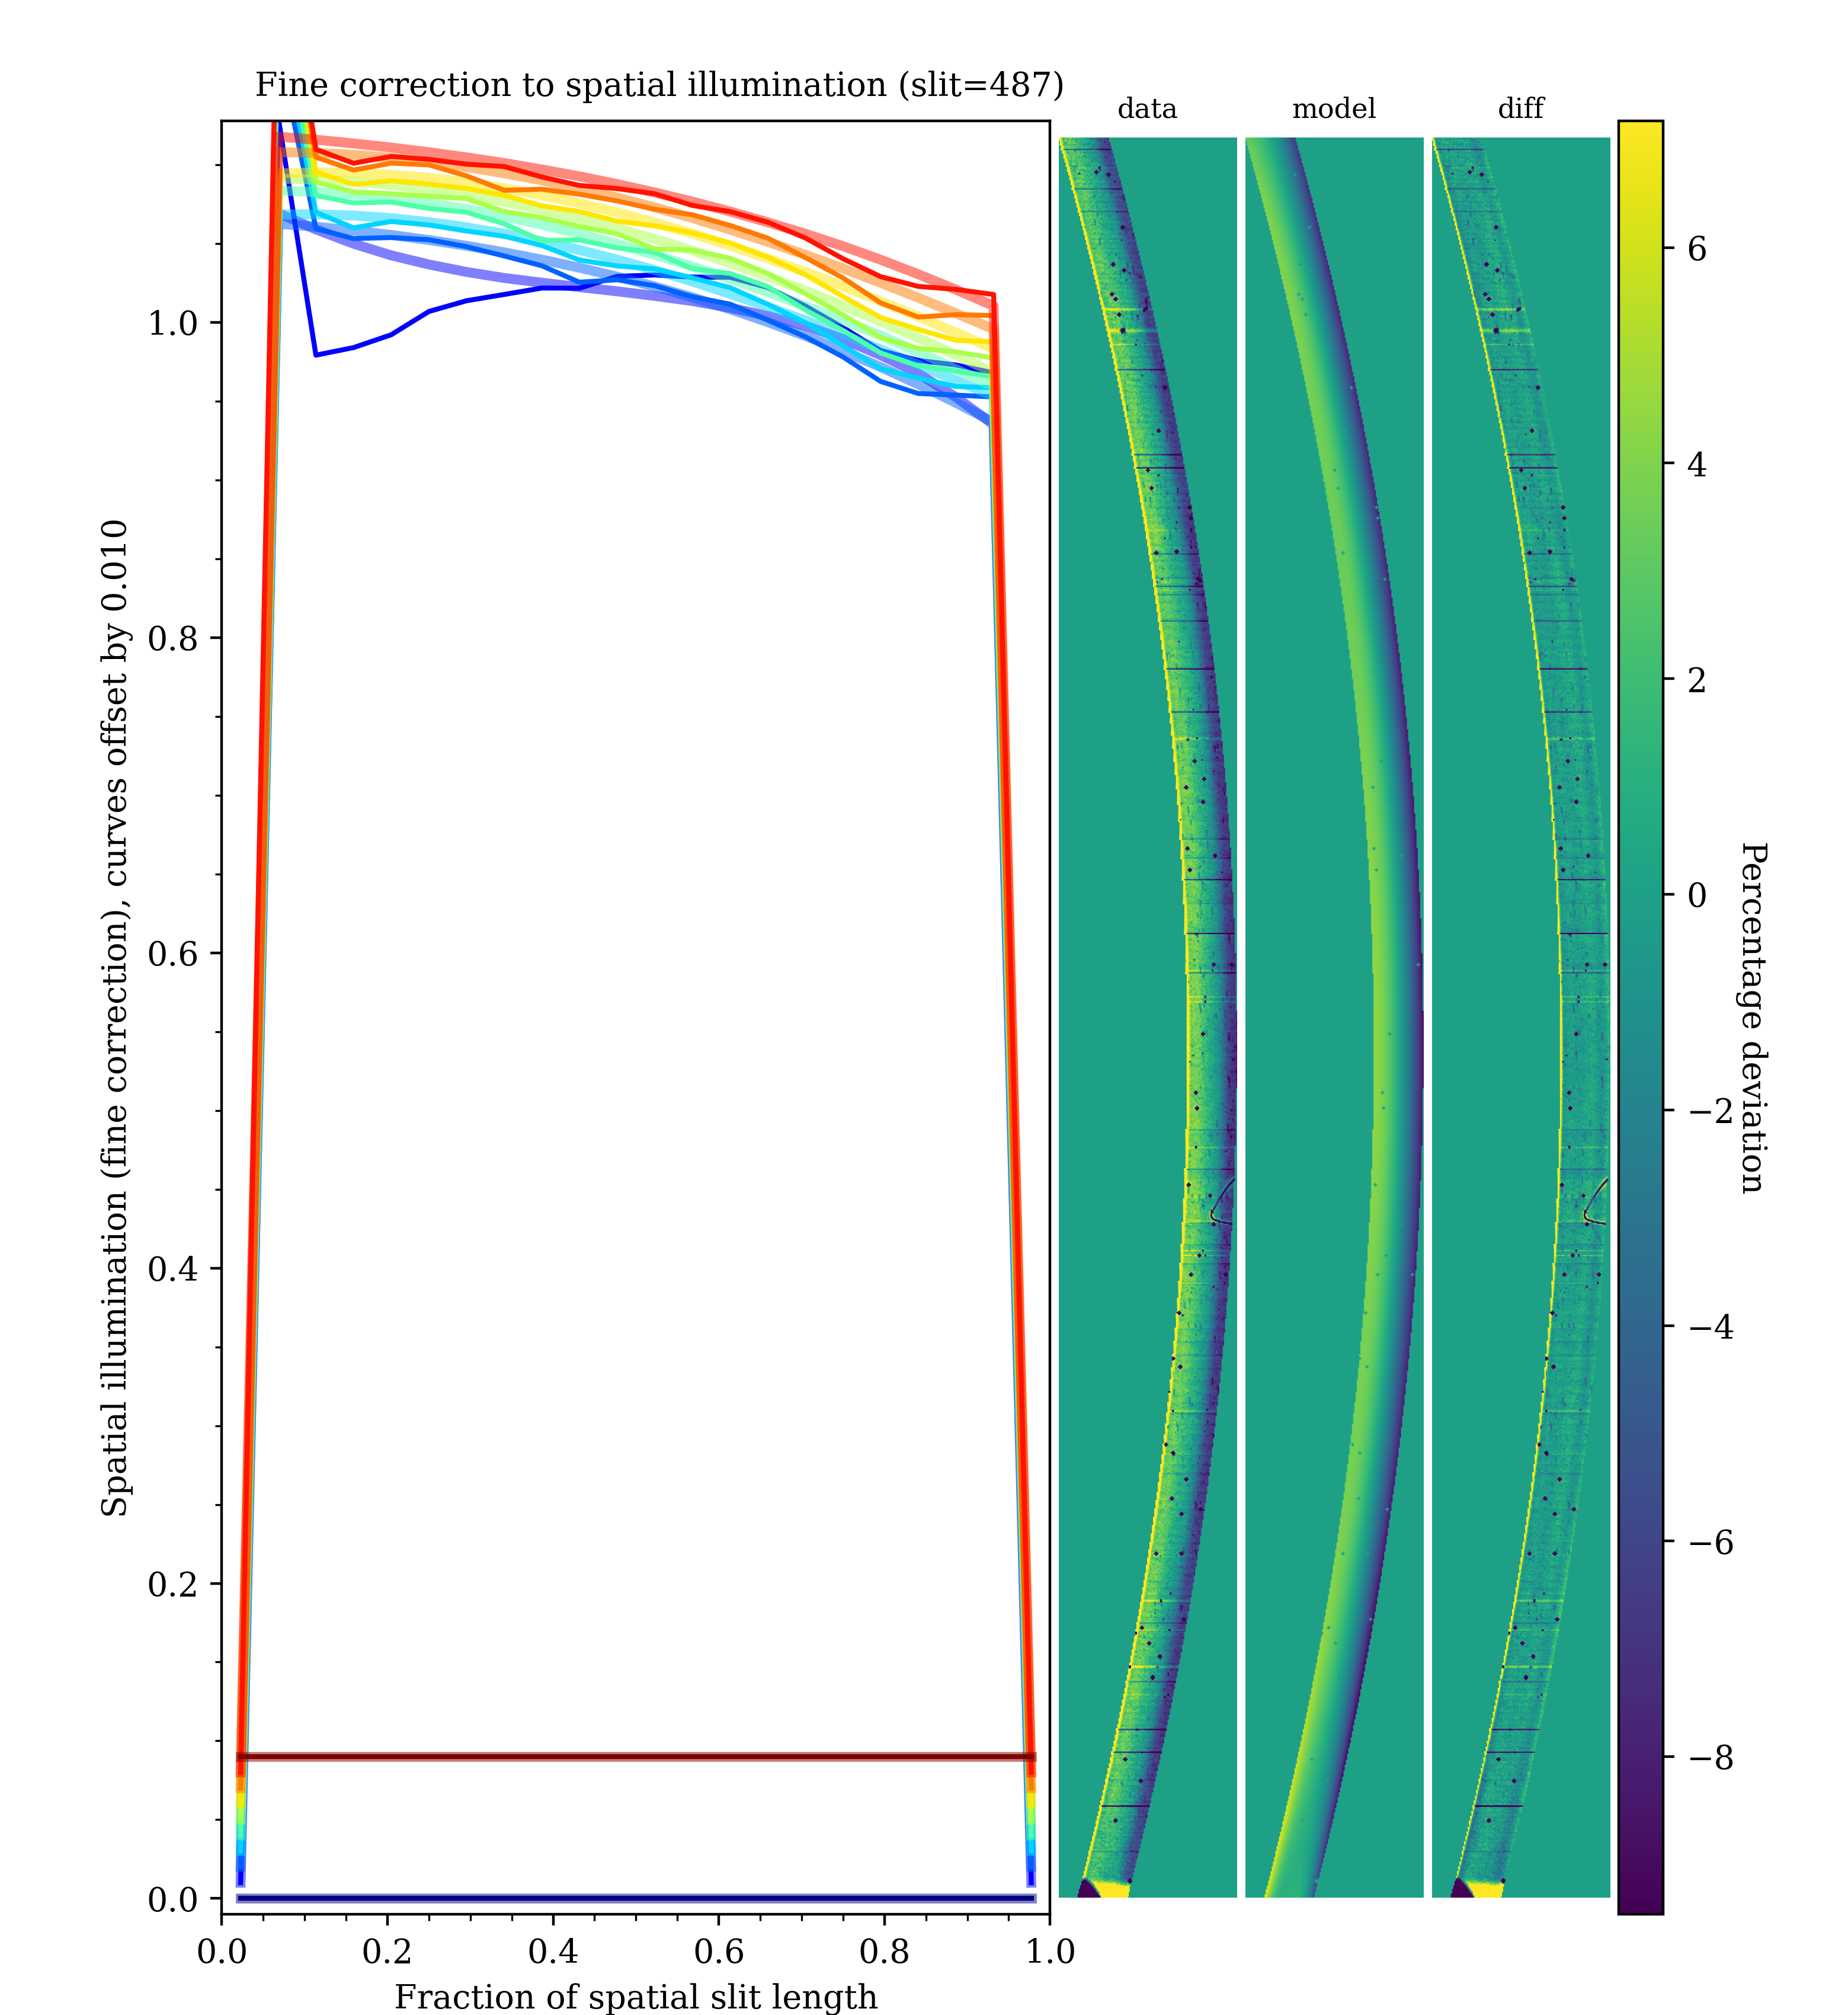 Fine correction to spatial illumination (slit=487)
data
model
diff
Spatial illumination (fine correction), curves offset by 0.010
1.0
0.8
0.6
0.4
0.2
0.0
0.0 0.2 0.4 0.6 0.8 1.0
Fraction of spatial slit length
6
4
2
0
−2
−4
−6
−8
Percentage deviation